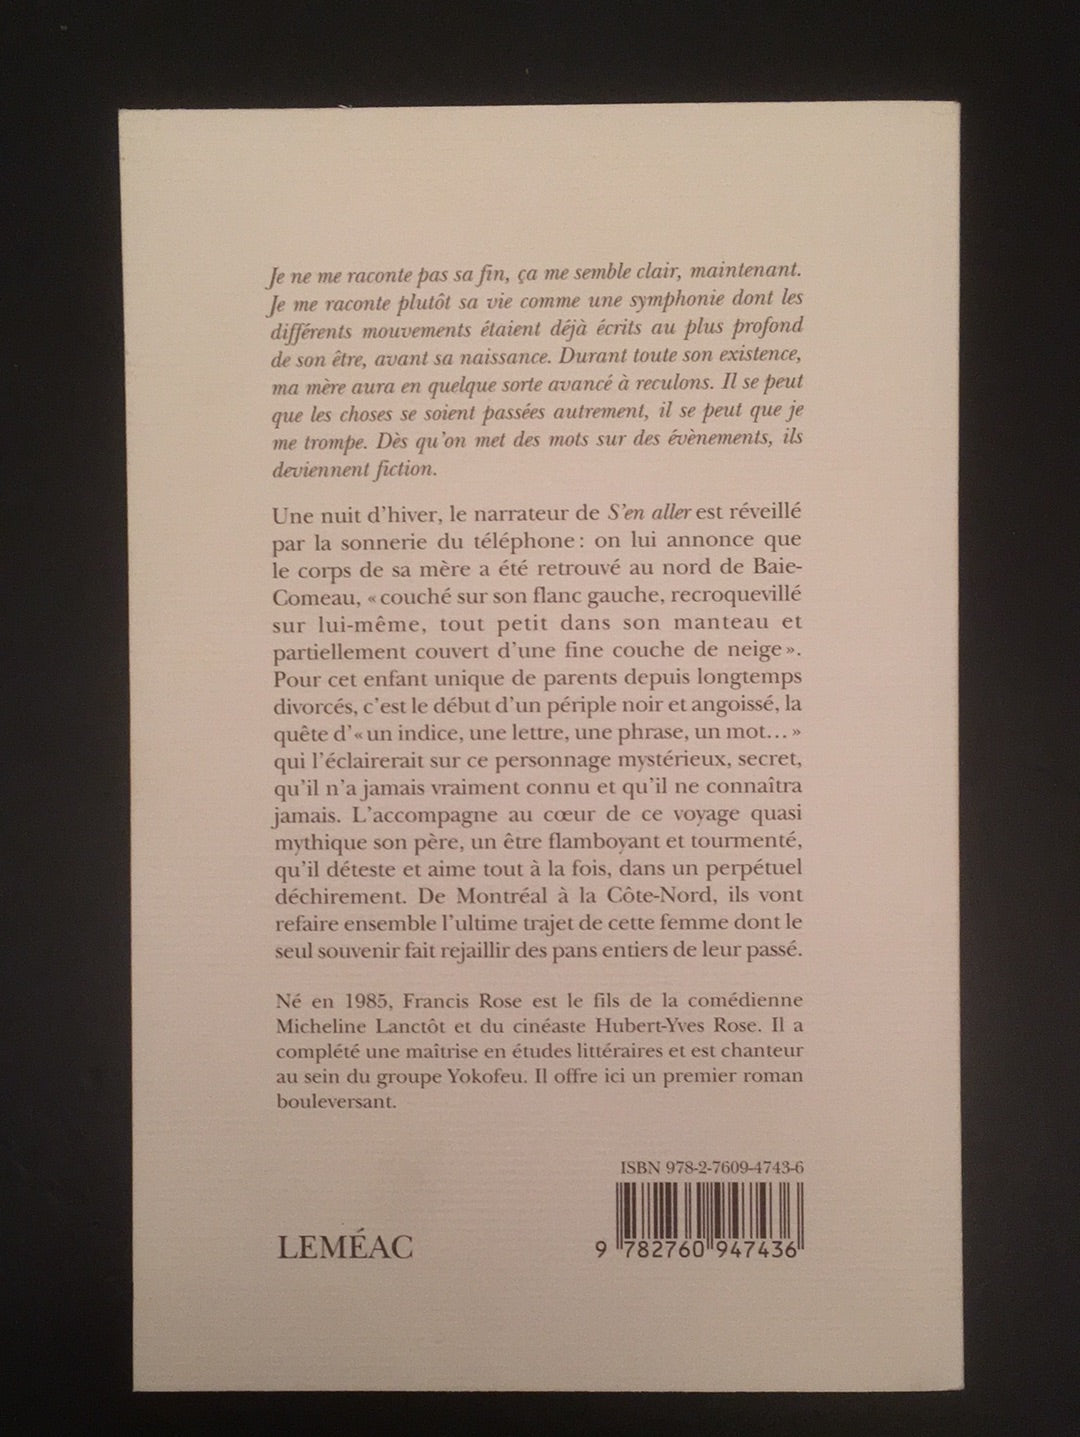 Je ne me raconte pas sa fin, ça me semble clair, maintenant.
Je me raconte plutôt sa vie comme une symphonie dont les
différents mouvements étaient déjà écrits au plus profond
de son être, avant sa naissance. Durant toute son existence,
ma mère aura en quelque sorte avancé à reculons. Il se peut
que les choses se soient passées autrement, il se peut que je
me trompe. Dès qu'on met des mots sur des évènements, ils
deviennent fiction.
Une nuit d'hiver, le narrateur de S'en aller est réveillé
par la sonnerie du téléphone : on lui annonce que
le corps de sa mère a été retrouvé au nord de Baie-
Comeau, « couché sur son flanc gauche, recroquevillé
sur lui-même, tout petit dans son manteau et
partiellement couvert d'une fine couche de neige ».
Pour cet enfant unique de parents depuis longtemps
divorcés, c'est le début d'un périple noir et angoissé, la
quête d'« un indice, une lettre, une phrase, un mot… »
qui l'éclairerait sur ce personnage mystérieux, secret,
qu'il n'a jamais vraiment connu et qu'il ne connaîtra
jamais. L'accompagne au cœur de ce voyage quasi
mythique son père, un être flamboyant et tourmenté,
qu'il déteste et aime tout à la fois, dans un perpétuel
déchirement. De Montréal à la Côte-Nord, ils vont
refaire ensemble l'ultime trajet de cette femme dont le
seul souvenir fait rejaillir des pans entiers de leur passé.
Né en 1985, Francis Rose est le fils de la comédienne
Micheline Lanctôt et du cinéaste Hubert-Yves Rose. Il a
complété une maîtrise en études littéraires et est chanteur
au sein du groupe Yokofeu. Il offre ici un premier roman
bouleversant.
ISBN 978-2-7609-4743-6
LEMÉAC
9 782760 947436